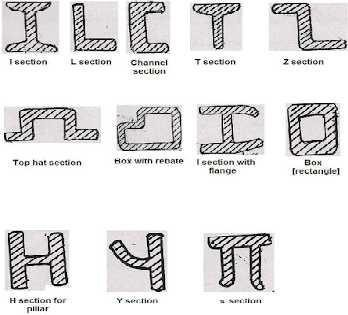 I section
L section
Channel
section
T section
Z section
Top hat section
Box with rebate
I section with
flange
Box
[rectangle]
H section for
pillar
Y section
section